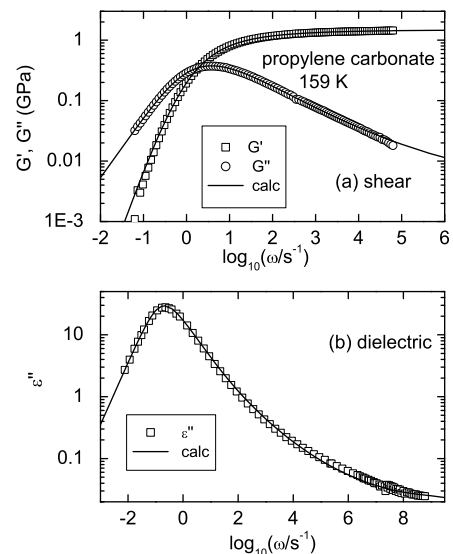 1
0.1
0.01
1E-3
G', G'' (GPa)
propylene carbonate
159 K
G'
G''
calc
(a) shear
-2 -1 0 1 2 3 4 5 6
log₁₀(ω/s⁻¹)
10
1
0.1
ε''
(b) dielectric
ε''
calc
-2 0 2 4 6 8
log₁₀(ω/s⁻¹)